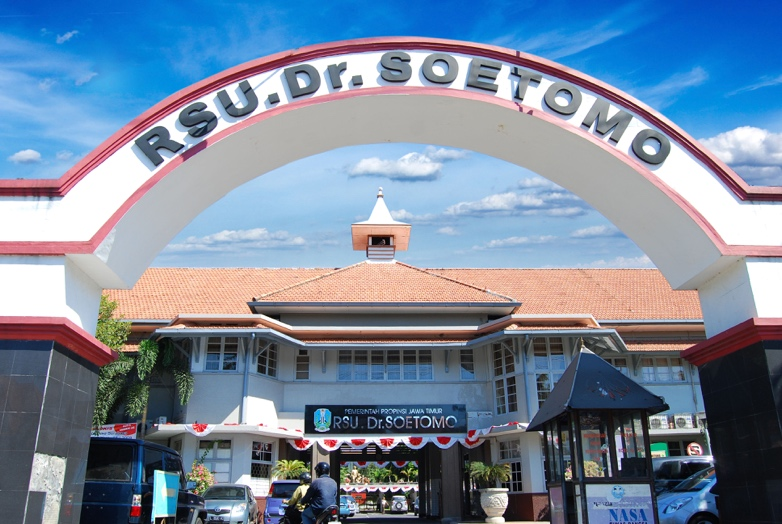 RSU.Dr.SOETOMO
PEMERINTAH PROPINSI JAWA TIMUR
RSU. Dr.SOETOMO
NASA